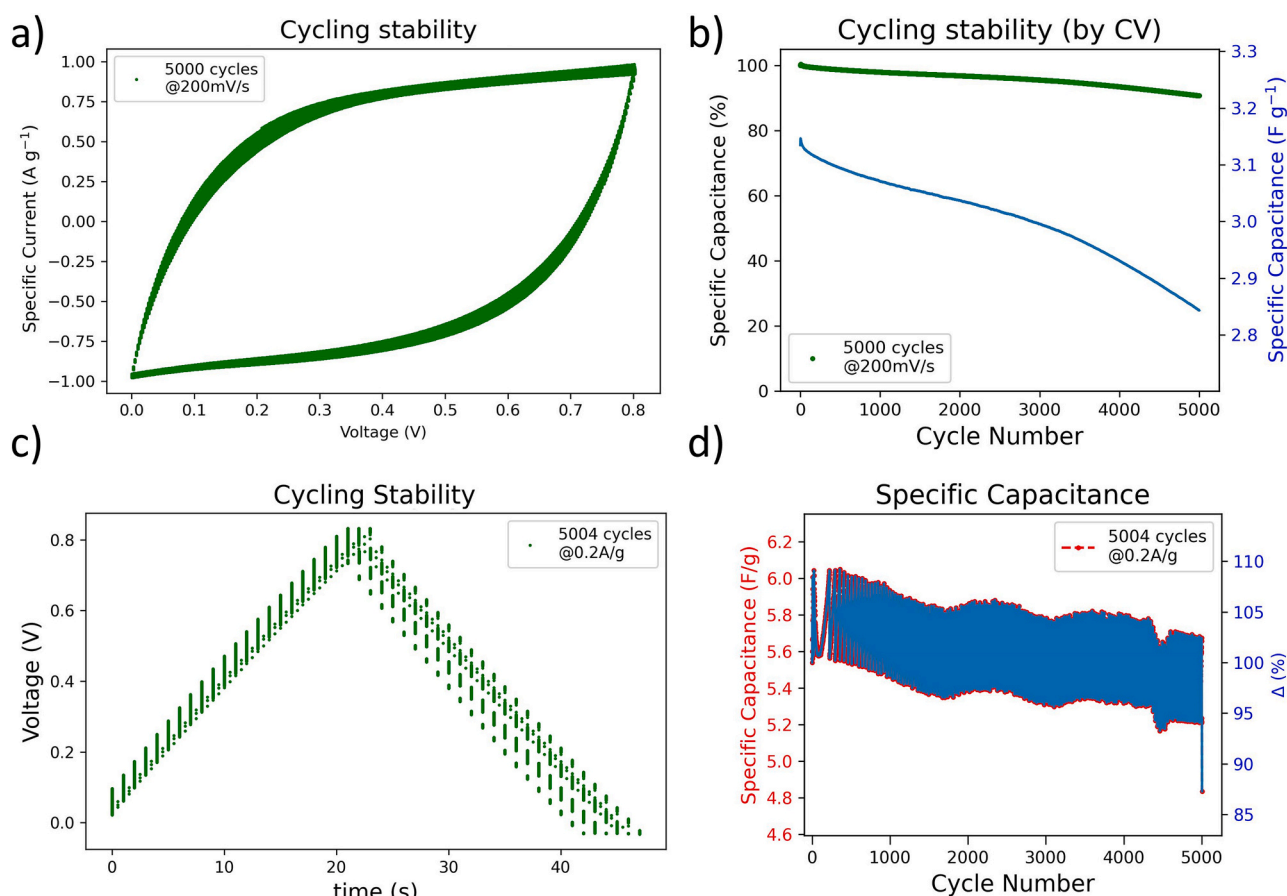 a)
Cycling stability
5000 cycles
@200mV/s
Specific Current (A g⁻¹)
1.00
0.75
0.50
0.25
0.00
−0.25
−0.50
−0.75
−1.00
0.0 0.1 0.2 0.3 0.4 0.5 0.6 0.7 0.8
Voltage (V)
b)
Cycling stability (by CV)
Specific Capacitance (%)
100
80
60
40
20
0
5000 cycles
@200mV/s
3.3
3.2
3.1
3.0
2.9
2.8
Specific Capacitance (F g⁻¹)
0 1000 2000 3000 4000 5000
Cycle Number
c)
Cycling Stability
5004 cycles
@0.2A/g
Voltage (V)
0.8
0.6
0.4
0.2
0.0
0 10 20 30 40
time (s)
d)
Specific Capacitance
5004 cycles
@0.2A/g
Specific Capacitance (F/g)
6.2
6.0
5.8
5.6
5.4
5.2
5.0
4.8
4.6
110
105
100
95
90
85
Δ (%)
0 1000 2000 3000 4000 5000
Cycle Number